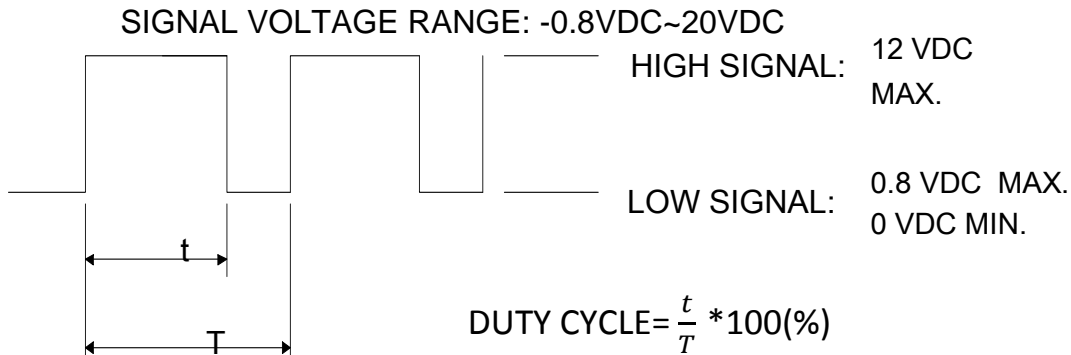 SIGNAL VOLTAGE RANGE: -0.8VDC~20VDC
HIGH SIGNAL: 12 VDC
MAX.
LOW SIGNAL: 0.8 VDC MAX.
0 VDC MIN.
t
T
DUTY CYCLE= t/T *100(%)